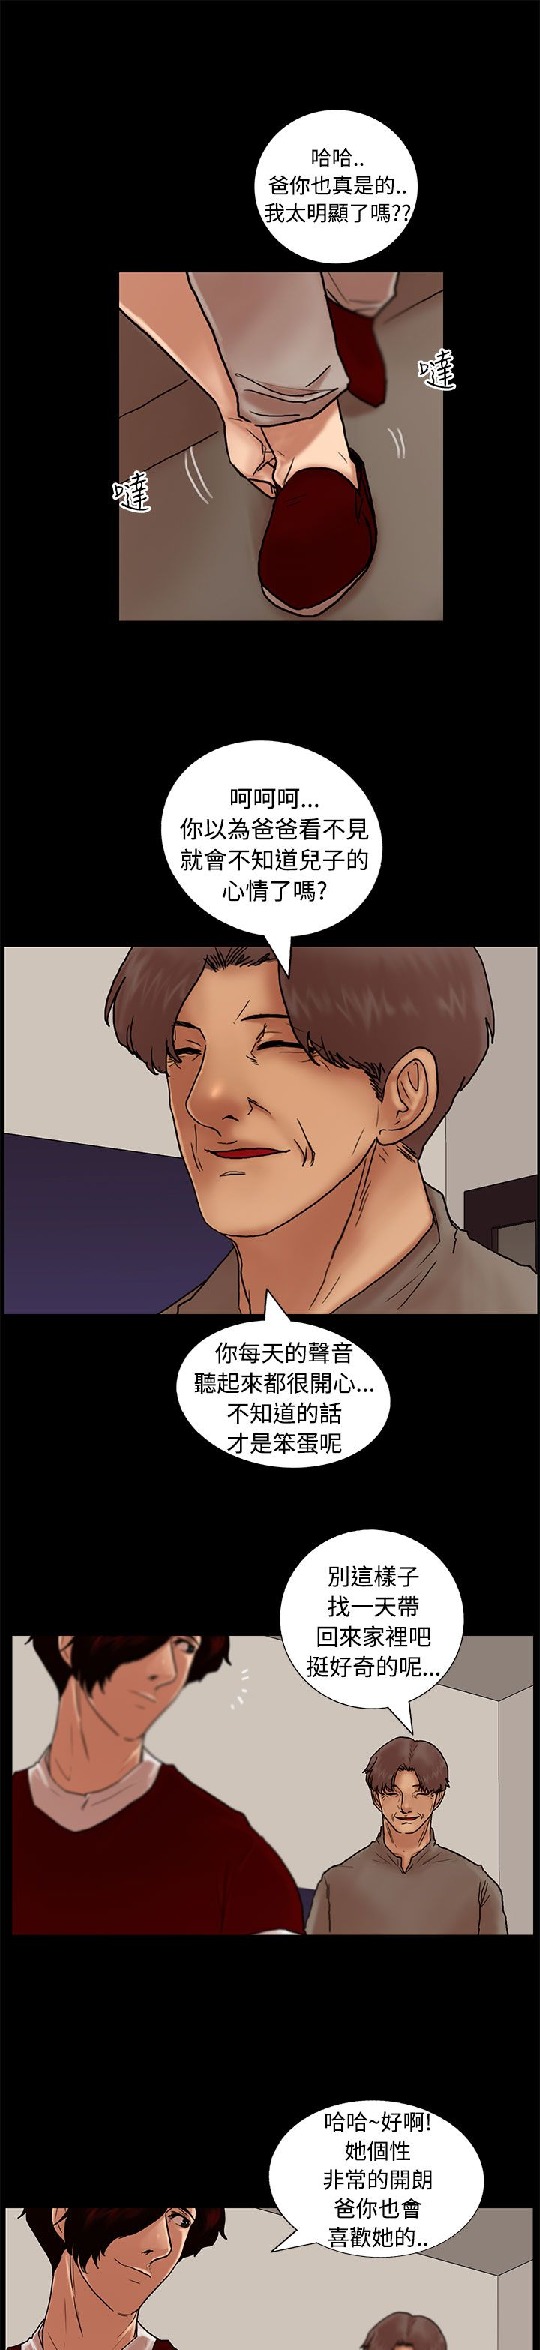 哈哈..
爸你也真是的..
我太明顯了嗎??
噠
噠
呵呵呵...
你以為爸爸看不見
就會不知道兒子的
心情了嗎?
你每天的聲音
聽起來都很開心...
不知道的話
才是笨蛋呢
別這樣子
找一天帶
回來家裡吧
挺好奇的呢...
哈哈~好啊!
她個性
非常的開朗
爸你也會
喜歡她的..